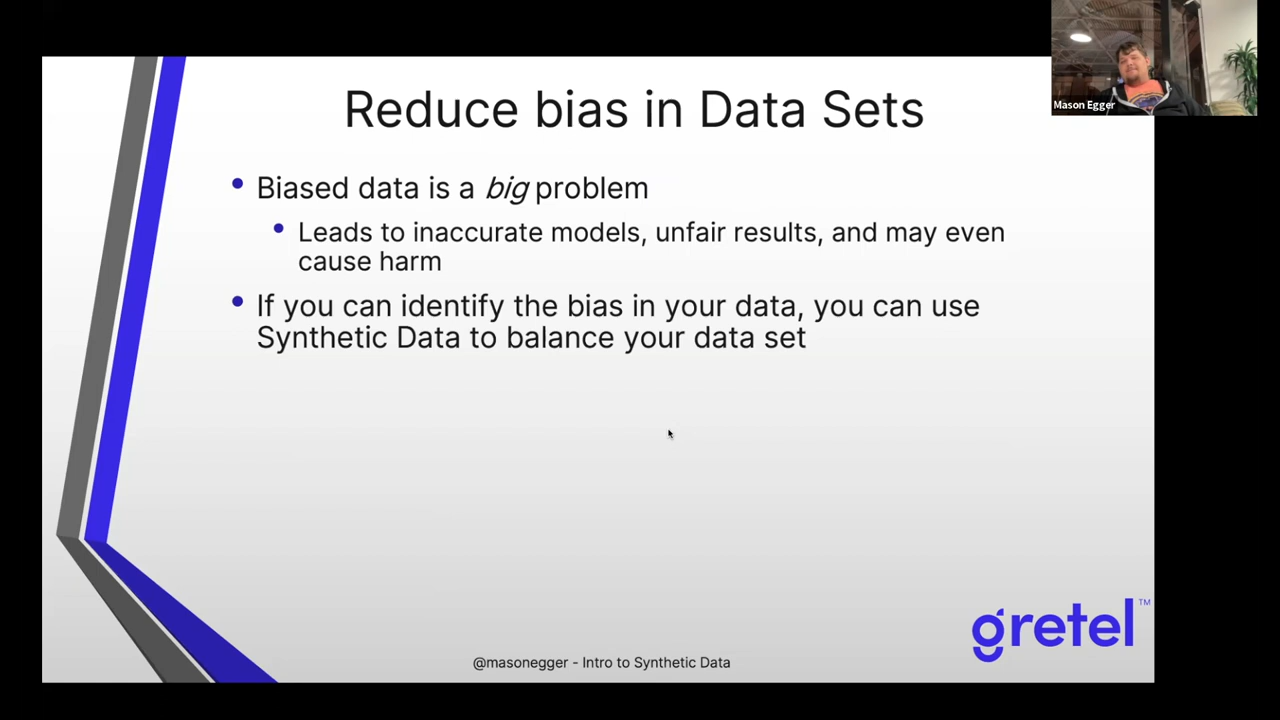 Mason Egger
Reduce bias in Data Sets
• Biased data is a big problem
• Leads to inaccurate models, unfair results, and may even
cause harm
• If you can identify the bias in your data, you can use
Synthetic Data to balance your data set
gretel™
@masonegger - Intro to Synthetic Data